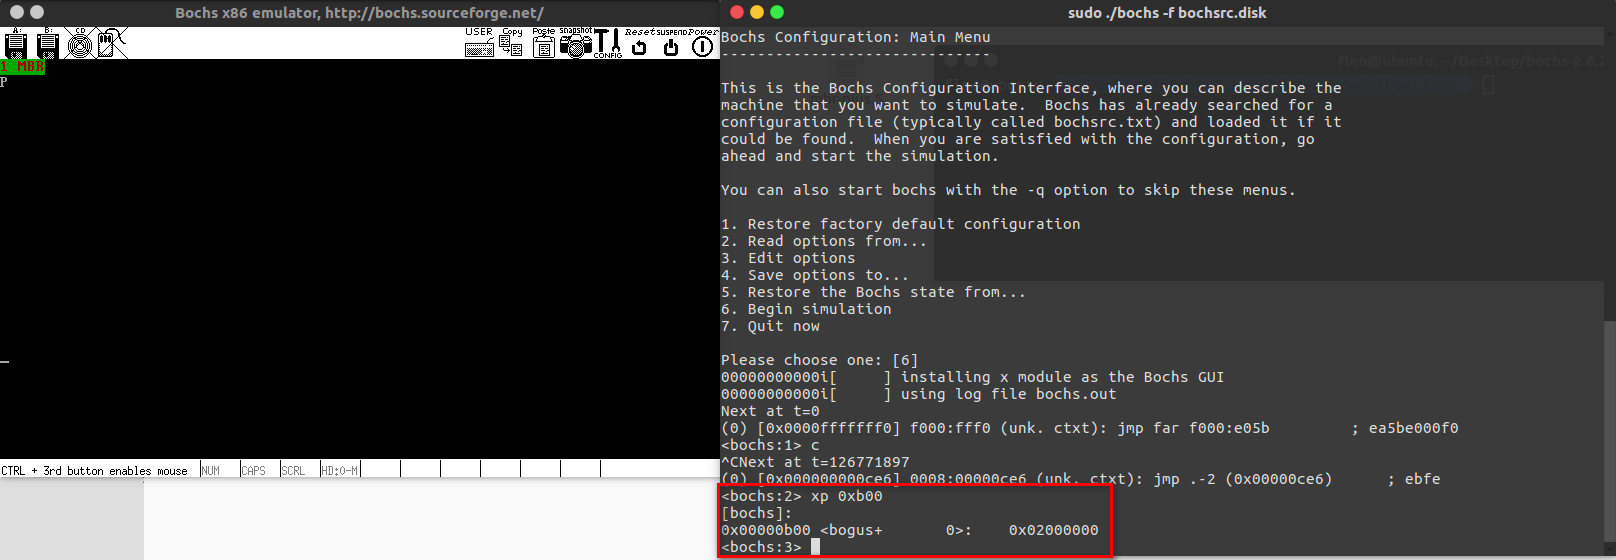 Bochs x86 emulator, http://bochs.sourceforge.net/
A: B: CD USER Copy Paste snapshot CONFIG Reset SUSPEND Power
1 MBR
P
CTRL + 3rd button enables mouse NUM CAPS SCRL HD:0-M
sudo ./bochs -f bochsrc.disk
Bochs Configuration: Main Menu
------------------------------
fino@ubuntu: ~/Desktop/bochs-2.6.2
This is the Bochs Configuration Interface, where you can describe the
machine that you want to simulate.  Bochs has already searched for a
configuration file (typically called bochsrc.txt) and loaded it if it
could be found.  When you are satisfied with the configuration, go
ahead and start the simulation.
You can also start bochs with the -q option to skip these menus.
1. Restore factory default configuration
2. Read options from...
3. Edit options
4. Save options to...
5. Restore the Bochs state from...
6. Begin simulation
7. Quit now
Please choose one: [6]
00000000000i[     ] installing x module as the Bochs GUI
00000000000i[     ] using log file bochs.out
Next at t=0
(0) [0x0000fffffff0] f000:fff0 (unk. ctxt): jmp far f000:e05b         ; ea5be000f0
<bochs:1> c
^CNext at t=126771897
(0) [0x000000000ce6] 0008:00000ce6 (unk. ctxt): jmp .-2 (0x00000ce6)      ; ebfe
<bochs:2> xp 0xb00
[bochs]:
0x00000b00 <bogus+       0>:    0x02000000
<bochs:3>